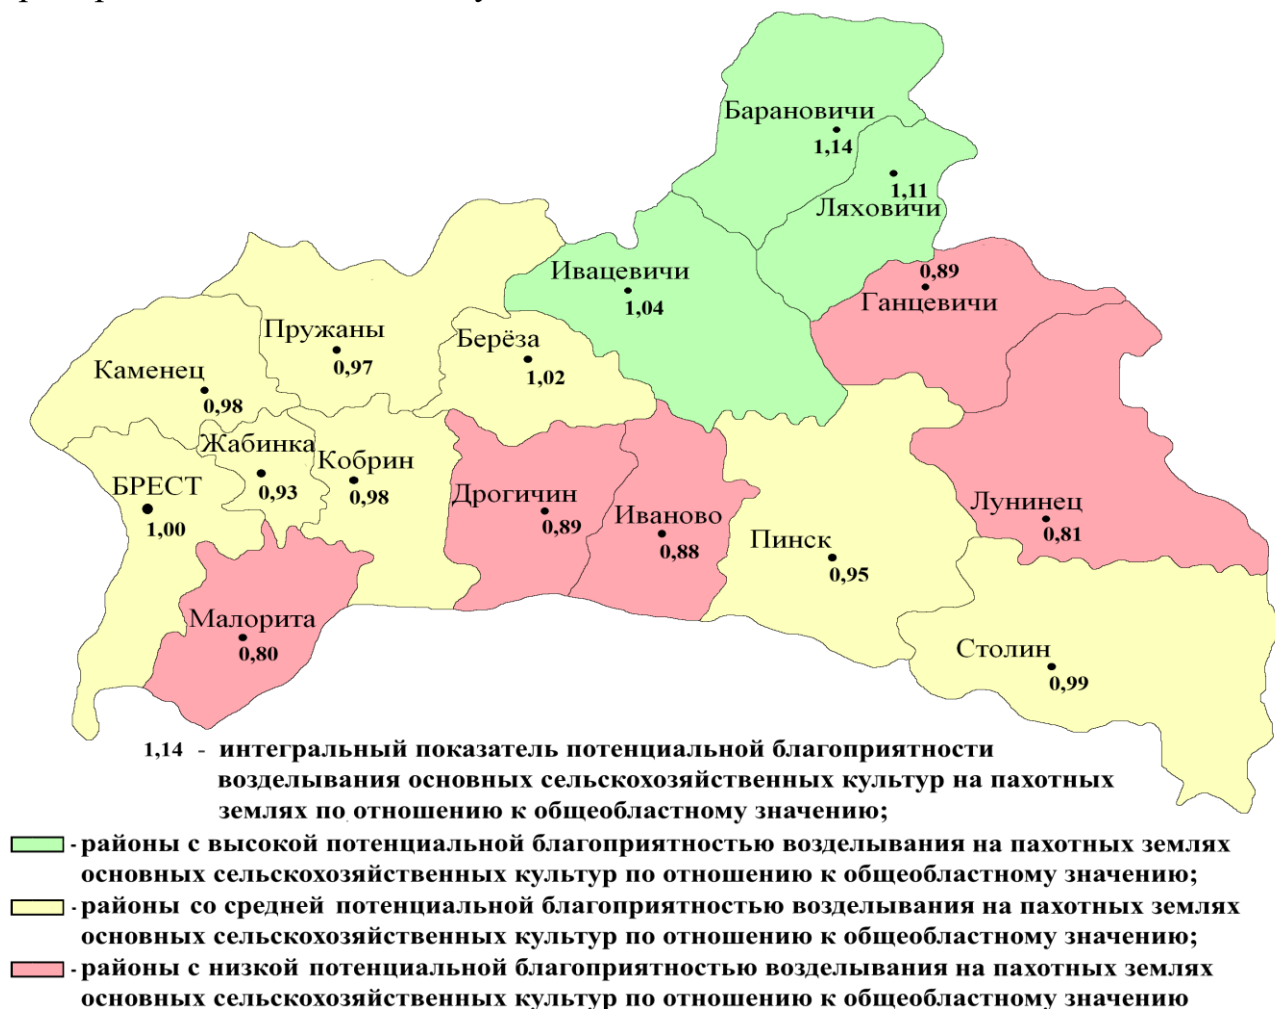 Барановичи
1,14
1,11
Ляховичи
Ивацевичи
1,04
0,89
Ганцевичи
Пружаны
0,97
Берёза
1,02
Каменец
0,98
Жабинка
0,93
Кобрин
0,98
БРЕСТ
1,00
Дрогичин
0,89
Иваново
0,88
Пинск
0,95
Лунинец
0,81
Малорита
0,80
Столин
0,99
1,14 - интегральный показатель потенциальной благоприятности
возделывания основных сельскохозяйственных культур на пахотных
землях по отношению к общеобластному значению;
- районы с высокой потенциальной благоприятностью возделывания на пахотных землях
основных сельскохозяйственных культур по отношению к общеобластному значению;
- районы со средней потенциальной благоприятностью возделывания на пахотных землях
основных сельскохозяйственных культур по отношению к общеобластному значению;
- районы с низкой потенциальной благоприятностью возделывания на пахотных землях
основных сельскохозяйственных культур по отношению к общеобластному значению